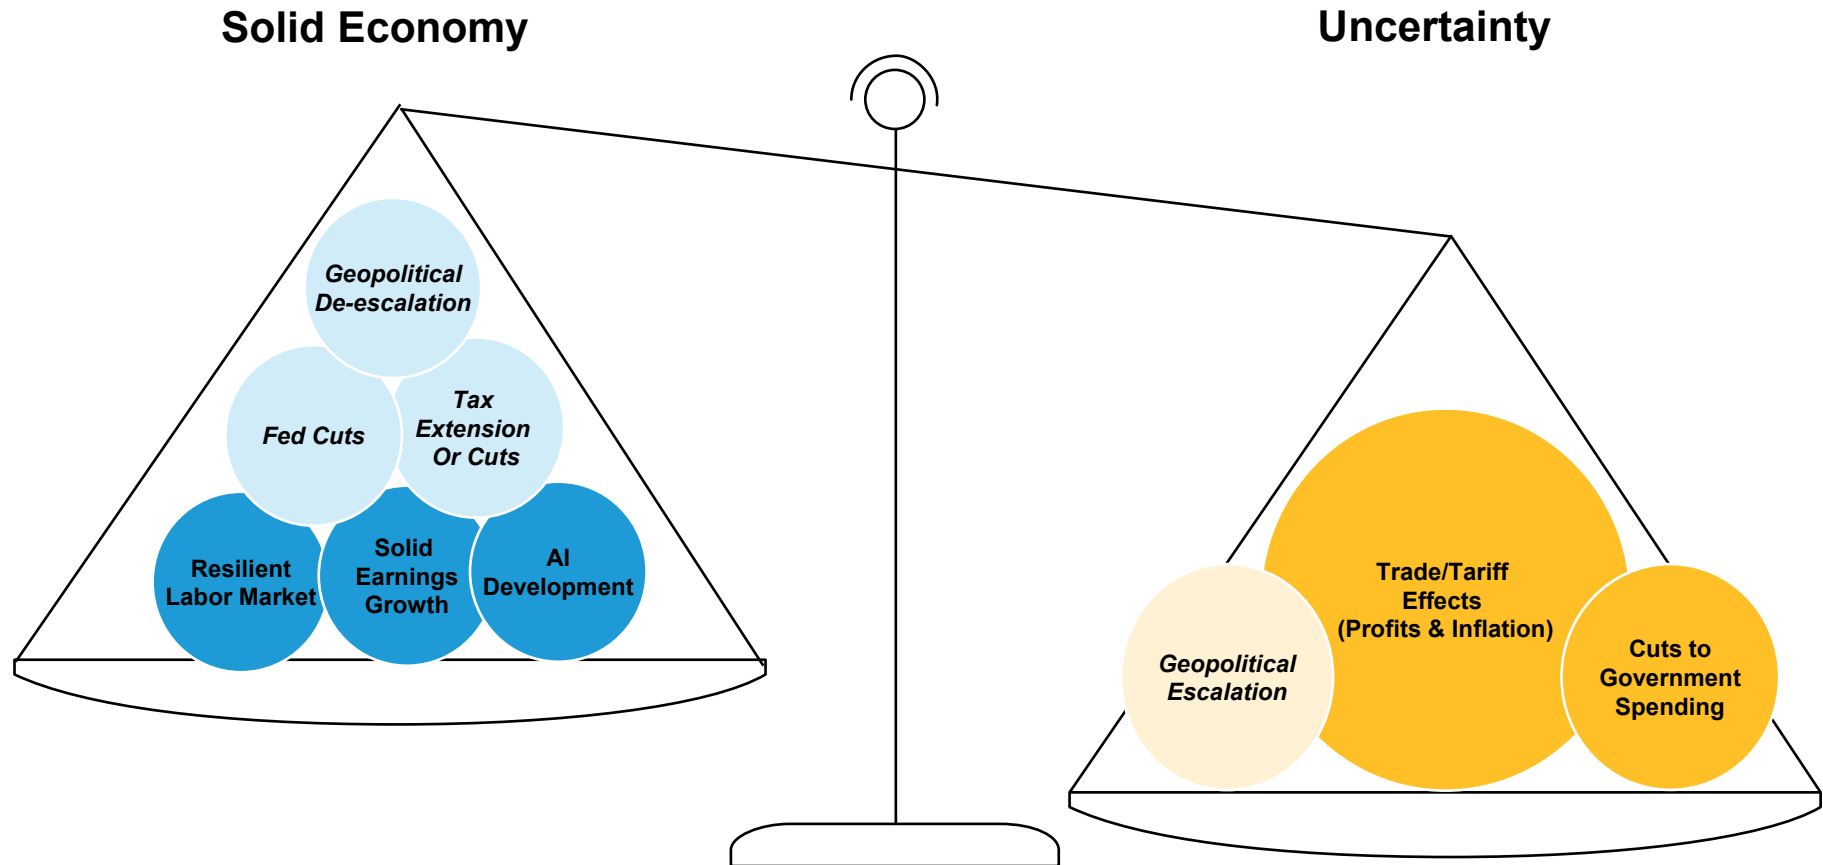 Solid Economy
Uncertainty
Geopolitical
De-escalation
Fed Cuts
Tax
Extension
Or Cuts
Resilient
Labor Market
Solid
Earnings
Growth
AI
Development
Trade/Tariff
Effects
(Profits & Inflation)
Geopolitical
Escalation
Cuts to
Government
Spending